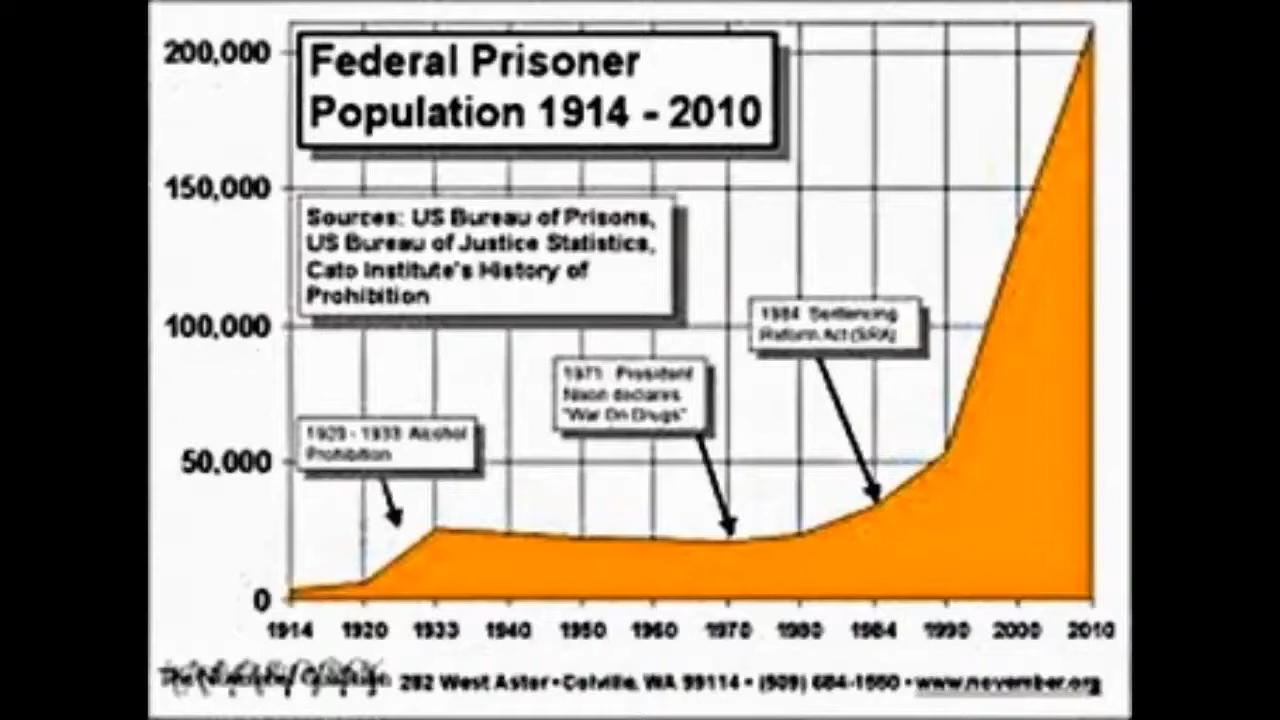 200,000
Federal Prisoner
Population 1914 - 2010
150,000
Sources: US Bureau of Prisons,
US Bureau of Justice Statistics,
Cato Institute's History of
Prohibition
100,000
1984 Sentencing
Reform Act (SRA)
1971 President
Nixon declares
"War On Drugs"
1920 - 1933 Alcohol
Prohibition
50,000
0
1914 1920 1933 1940 1950 1960 1970 1980 1984 1990 2000 2010
282 West Astor • Colville, WA 99114 • (509) 684-1550 • www.november.org